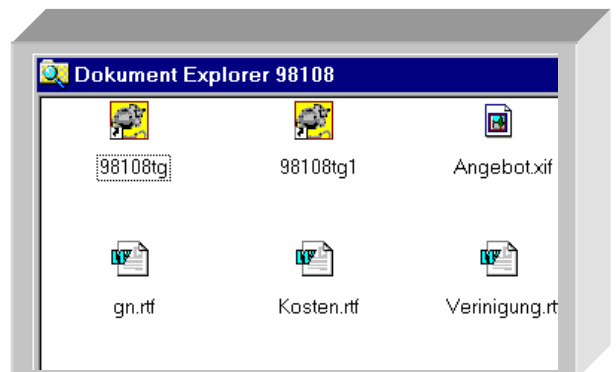 Dokument Explorer 98108
98108tg 98108tg1 Angebot.xif
gn.rtf Kosten.rtf Verinigung.rt